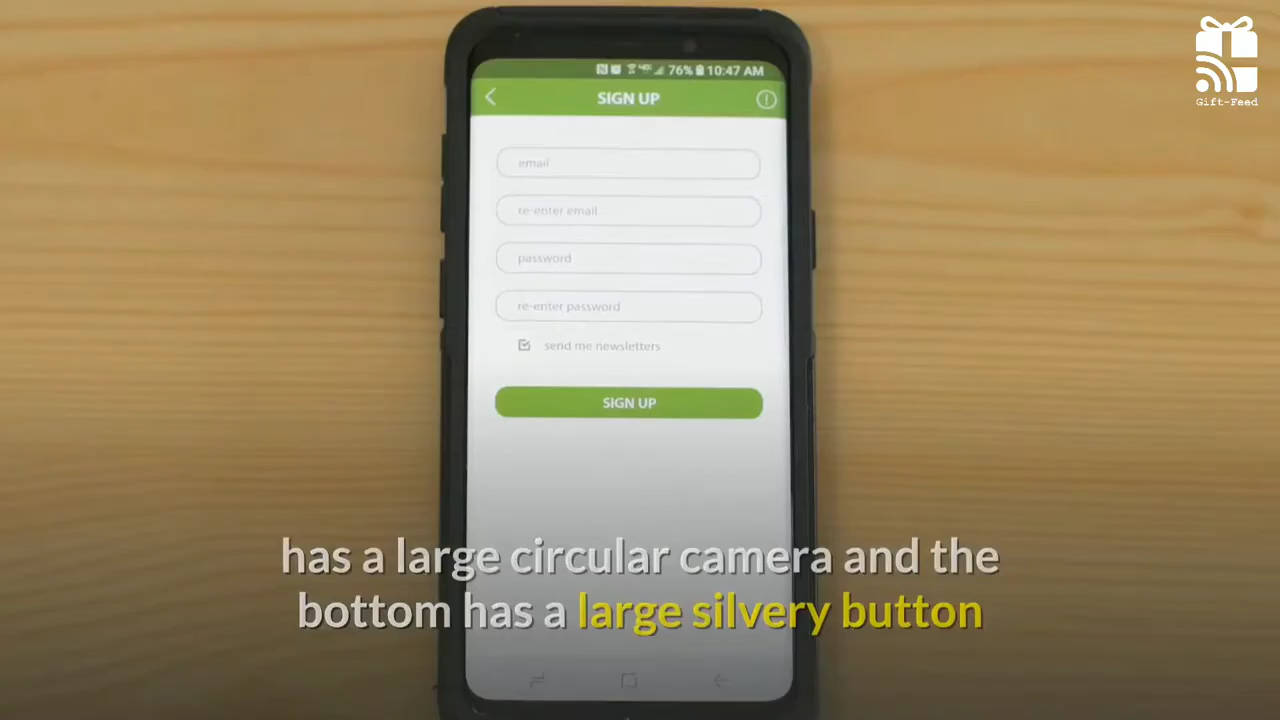 76% 10:47 AM
SIGN UP
email
re-enter email
password
re-enter password
send me newsletters
SIGN UP
has a large circular camera and the
bottom has a large silvery button
Gift-Feed